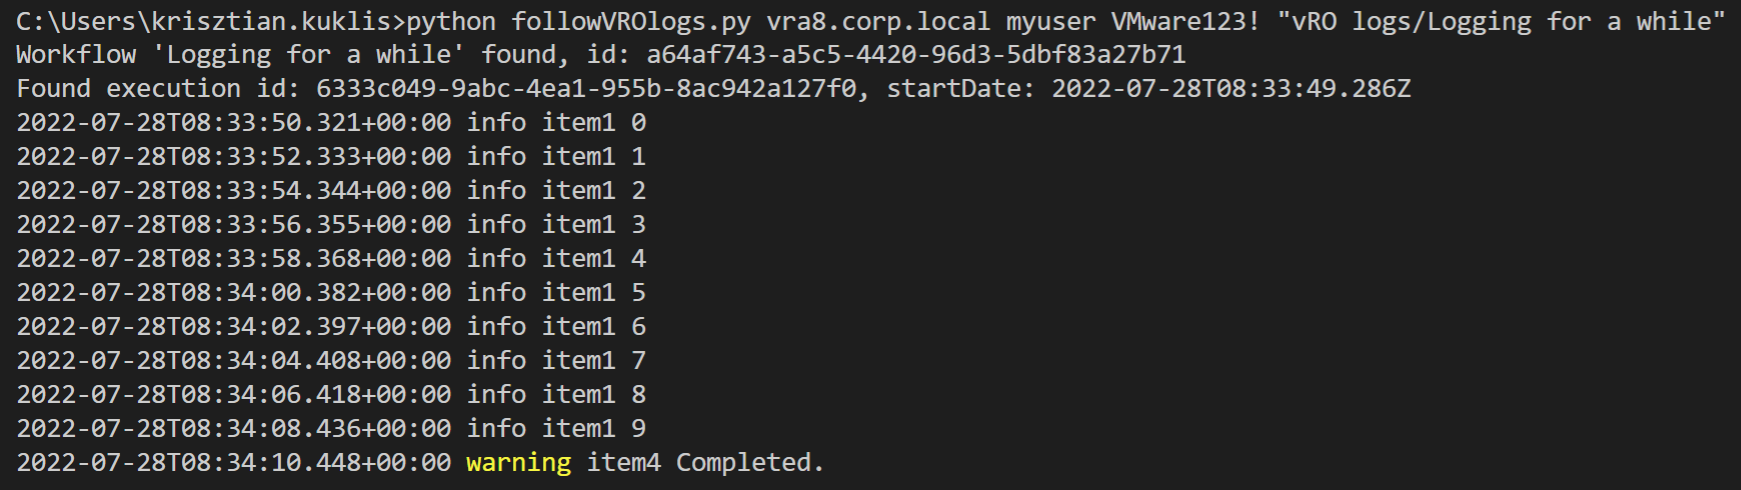 C:\Users\krisztian.kuklis>python followVROlogs.py vra8.corp.local myuser VMware123! "vRO logs/Logging for a while"
Workflow 'Logging for a while' found, id: a64af743-a5c5-4420-96d3-5dbf83a27b71
Found execution id: 6333c049-9abc-4ea1-955b-8ac942a127f0, startDate: 2022-07-28T08:33:49.286Z
2022-07-28T08:33:50.321+00:00 info item1 0
2022-07-28T08:33:52.333+00:00 info item1 1
2022-07-28T08:33:54.344+00:00 info item1 2
2022-07-28T08:33:56.355+00:00 info item1 3
2022-07-28T08:33:58.368+00:00 info item1 4
2022-07-28T08:34:00.382+00:00 info item1 5
2022-07-28T08:34:02.397+00:00 info item1 6
2022-07-28T08:34:04.408+00:00 info item1 7
2022-07-28T08:34:06.418+00:00 info item1 8
2022-07-28T08:34:08.436+00:00 info item1 9
2022-07-28T08:34:10.448+00:00 warning item4 Completed.